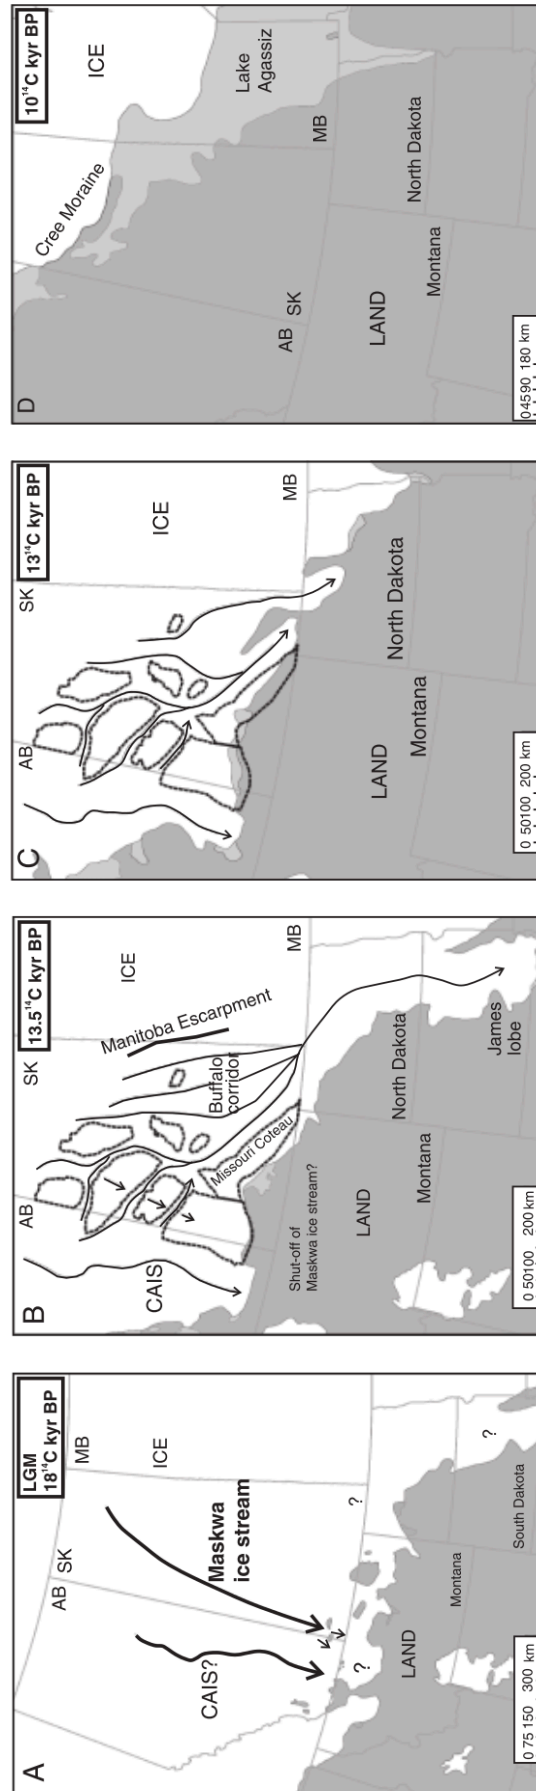 A
LGM
18¹⁴C kyr BP
AB
SK
MB
ICE
CAIS?
Maskwa
ice stream
?
?
?
LAND
Montana
South Dakota
0 75 150 300 km
B
13.5¹⁴C kyr BP
AB
SK
ICE
Manitoba Escarpment
CAIS
Buffalo
corridor
Missouri Coteau
MB
Shut-off of
Maskwa ice stream?
LAND
Montana
North Dakota
James
lobe
0 50100 200 km
C
13¹⁴C kyr BP
AB
SK
ICE
MB
LAND
Montana
North Dakota
0 50100 200 km
D
10¹⁴C kyr BP
Cree Moraine
ICE
Lake
Agassiz
AB
SK
MB
LAND
Montana
North Dakota
0 4590 180 km